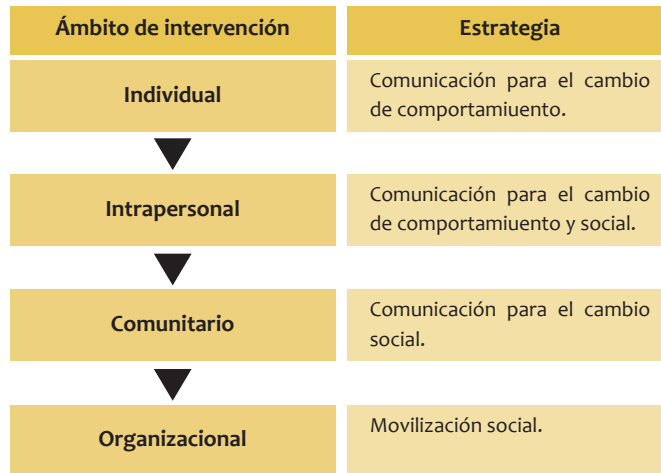 Ámbito de intervención
Estrategia
Individual
Comunicación para el cambio
de comportamiuento.
Intrapersonal
Comunicación para el cambio
de comportamiuento y social.
Comunitario
Comunicación para el cambio
social.
Organizacional
Movilización social.